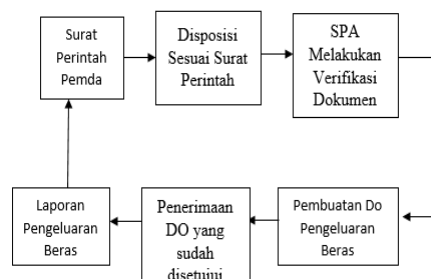 Surat
Perintah
Pemda
Disposisi
Sesuai Surat
Perintah
SPA
Melakukan
Verifikasi
Dokumen
Laporan
Pengeluaran
Beras
Penerimaan
DO yang
sudah
disetujui
Pembuatan Do
Pengeluaran
Beras